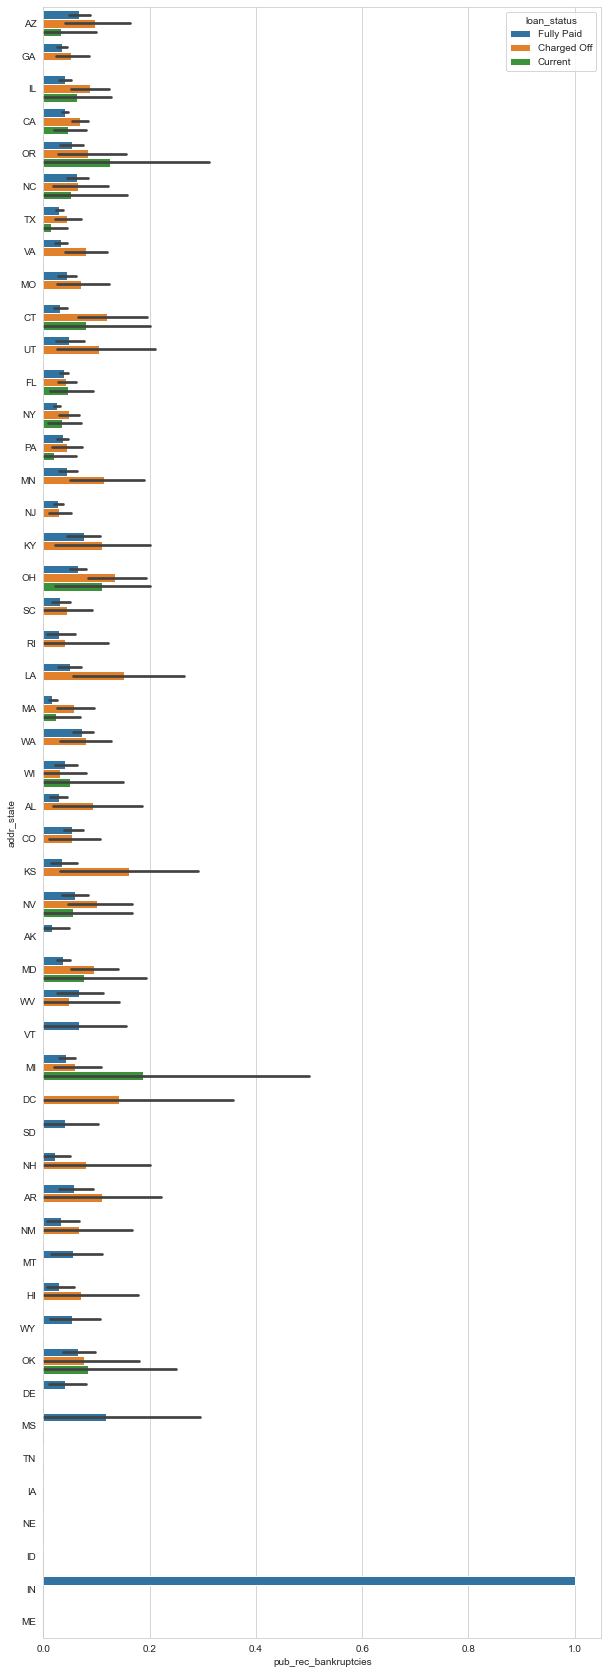 loan_status
Fully Paid
Charged Off
Current
AZ
GA
IL
CA
OR
NC
TX
VA
MO
CT
UT
FL
NY
PA
MN
NJ
KY
OH
SC
RI
LA
MA
WA
WI
AL
CO
KS
NV
AK
MD
WV
VT
MI
DC
SD
NH
AR
NM
MT
HI
WY
OK
DE
MS
TN
IA
NE
ID
IN
ME
addr_state
0.0 0.2 0.4 0.6 0.8 1.0
pub_rec_bankruptcies